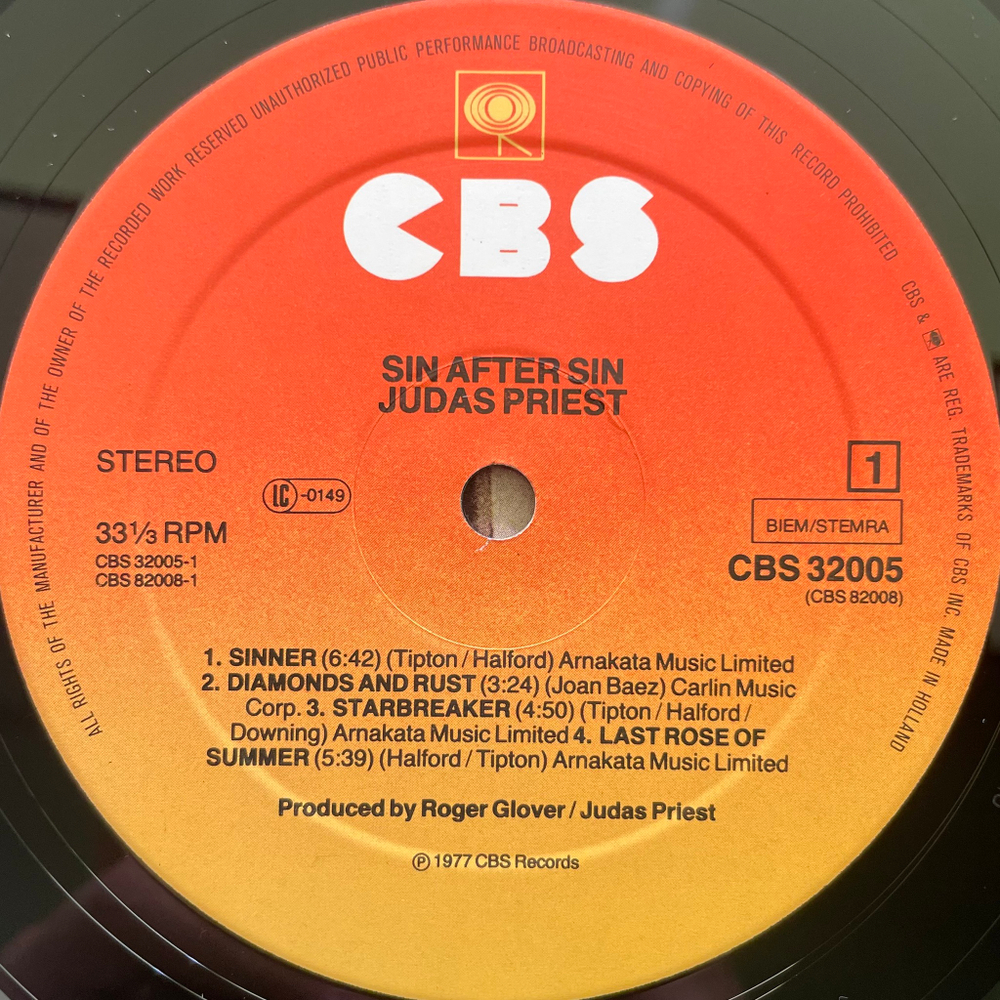 ALL RIGHTS OF THE MANUFACTURER AND OF THE OWNER OF THE RECORDED WORK RESERVED UNAUTHORIZED PUBLIC PERFORMANCE BROADCASTING AND COPYING OF THIS RECORD PROHIBITED
CBS & ARE REG. TRADEMARKS OF CBS INC. MADE IN HOLLAND
CBS
SIN AFTER SIN
JUDAS PRIEST
STEREO
LC-0149
33⅓ RPM
CBS 32005-1
CBS 82008-1
1
BIEM/STEMRA
CBS 32005
(CBS 82008)
1. SINNER (6:42) (Tipton / Halford) Arnakata Music Limited
2. DIAMONDS AND RUST (3:24) (Joan Baez) Carlin Music
Corp. 3. STARBREAKER (4:50) (Tipton / Halford /
Downing) Arnakata Music Limited 4. LAST ROSE OF
SUMMER (5:39) (Halford / Tipton) Arnakata Music Limited
Produced by Roger Glover / Judas Priest
℗ 1977 CBS Records